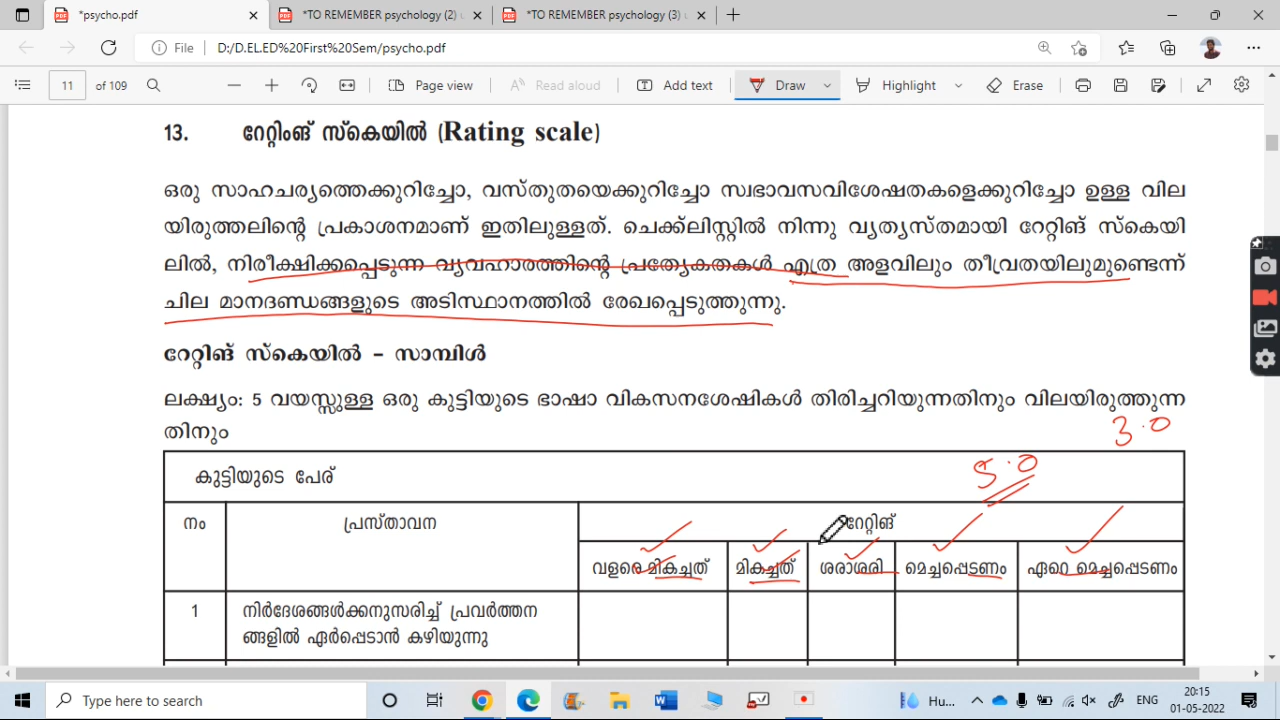 *psycho.pdf
*TO REMEMBER psychology (2)
*TO REMEMBER psychology (3)
File
D:/D.EL.ED%20First%20Sem/psycho.pdf
11 of 109
Page view
Read aloud
Add text
Draw
Highlight
Erase
13. റേറ്റിംങ് സ്കെയിൽ (Rating scale)
ഒരു സാഹചര്യത്തെക്കുറിച്ചോ, വസ്തുതയെക്കുറിച്ചോ സ്വഭാവസവിശേഷതകളെക്കുറിച്ചോ ഉള്ള വില
യിരുത്തലിന്റെ പ്രകാശനമാണ് ഇതിലുള്ളത്. ചെക്ക്‌ലിസ്റ്റിൽ നിന്നു വ്യത്യസ്തമായി റേറ്റിങ് സ്കെയി
ലിൽ, നിരീക്ഷിക്കപ്പെടുന്ന വ്യവഹാരത്തിന്റെ പ്രത്യേകതകൾ എത്ര അളവിലും തീവ്രതയിലുമുണ്ടെന്ന്
ചില മാനദണ്ഡങ്ങളുടെ അടിസ്ഥാനത്തിൽ രേഖപ്പെടുത്തുന്നു.
റേറ്റിങ് സ്കെയിൽ – സാമ്പിൾ
ലക്ഷ്യം: 5 വയസ്സുള്ള ഒരു കുട്ടിയുടെ ഭാഷാ വികസനശേഷികൾ തിരിച്ചറിയുന്നതിനും വിലയിരുത്തുന്ന
തിനും
3.0
കുട്ടിയുടെ പേര്
5.0
നം
പ്രസ്താവന
റേറ്റിങ്
വളരെ മികച്ചത്
മികച്ചത്
ശരാശരി
മെച്ചപ്പെടണം
ഏറെ മെച്ചപ്പെടണം
1
നിർദേശങ്ങൾക്കനുസരിച്ച് പ്രവർത്തന
ങ്ങളിൽ ഏർപ്പെടാൻ കഴിയുന്നു
Type here to search
Hu...
ENG
20:15
01-05-2022